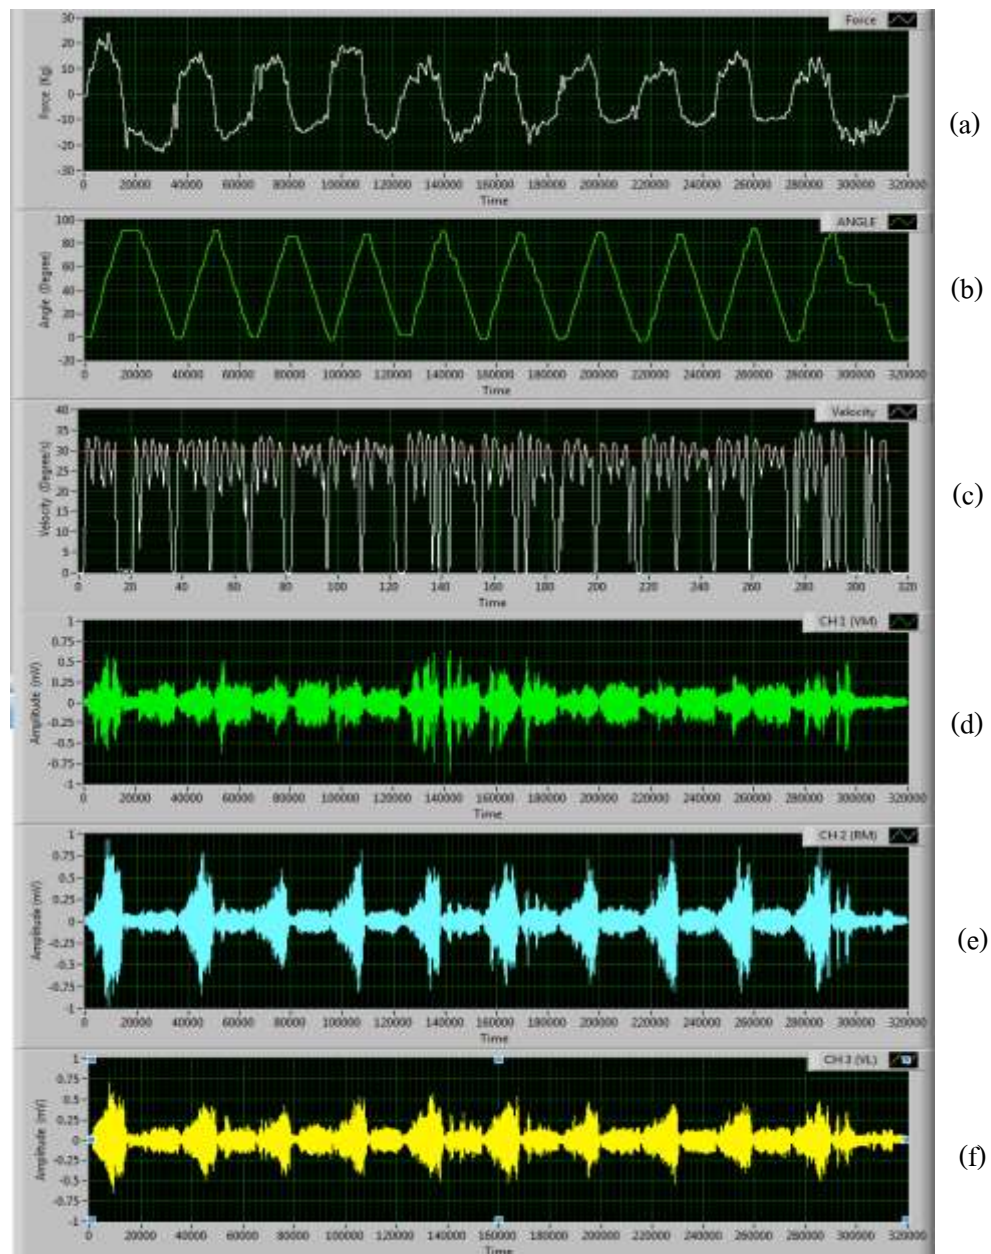 Force
30
20
10
0
-10
-20
-30
Force (Kg)
0 20000 40000 60000 80000 100000 120000 140000 160000 180000 200000 220000 240000 260000 280000 300000 320000
Time
(a)
ANGLE
100
80
60
40
20
0
-20
Angle (Degree)
0 20000 40000 60000 80000 100000 120000 140000 160000 180000 200000 220000 240000 260000 280000 300000 320000
Time
(b)
Velocity
40
35
30
25
20
15
10
5
0
Velocity (Degree/s)
0 20 40 60 80 100 120 140 160 180 200 220 240 260 280 300 320
Time
(c)
CH 1 (VM)
1
0.75
0.5
0.25
0
-0.25
-0.5
-0.75
-1
Amplitude (mV)
0 20000 40000 60000 80000 100000 120000 140000 160000 180000 200000 220000 240000 260000 280000 300000 320000
Time
(d)
CH 2 (RM)
1
0.75
0.5
0.25
0
-0.25
-0.5
-0.75
-1
Amplitude (mV)
0 20000 40000 60000 80000 100000 120000 140000 160000 180000 200000 220000 240000 260000 280000 300000 320000
Time
(e)
CH 3 (VL)
1
0.75
0.5
0.25
0
-0.25
-0.5
-0.75
-1
Amplitude (mV)
20000 40000 60000 80000 100000 120000 140000 160000 180000 200000 220000 240000 260000 280000 300000 320000
Time
(f)